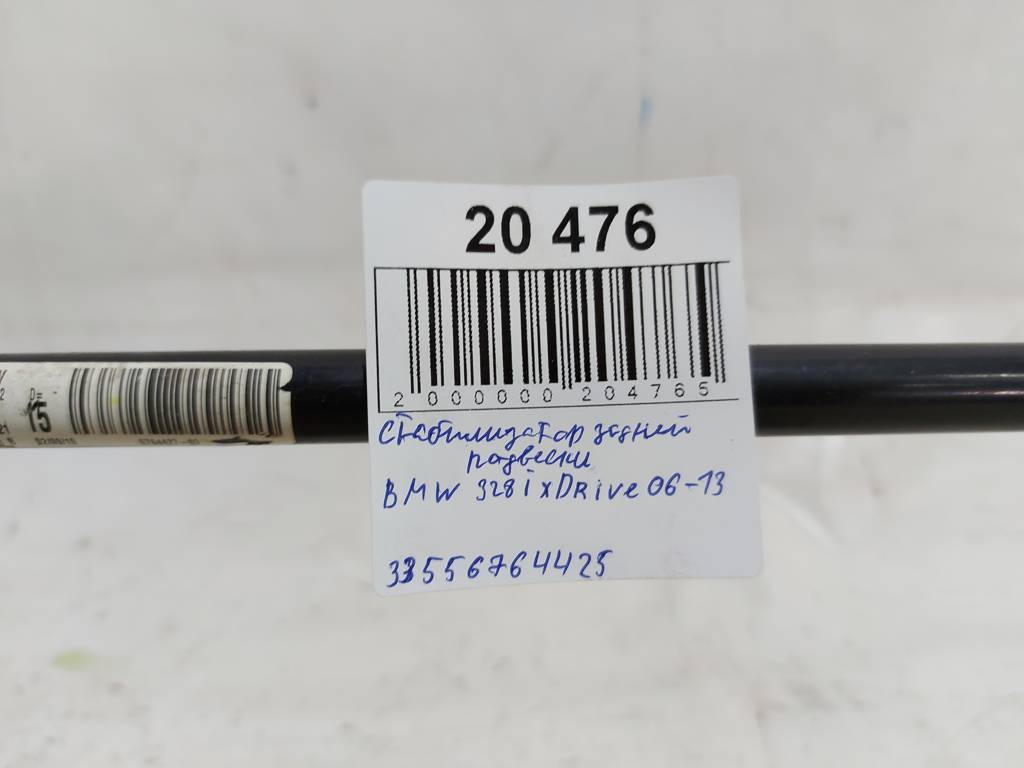 20 476
2 000000 204765
Стабилизатор задней
подвески
BMW 328i xDrive 06-13
33556764425
D=
15